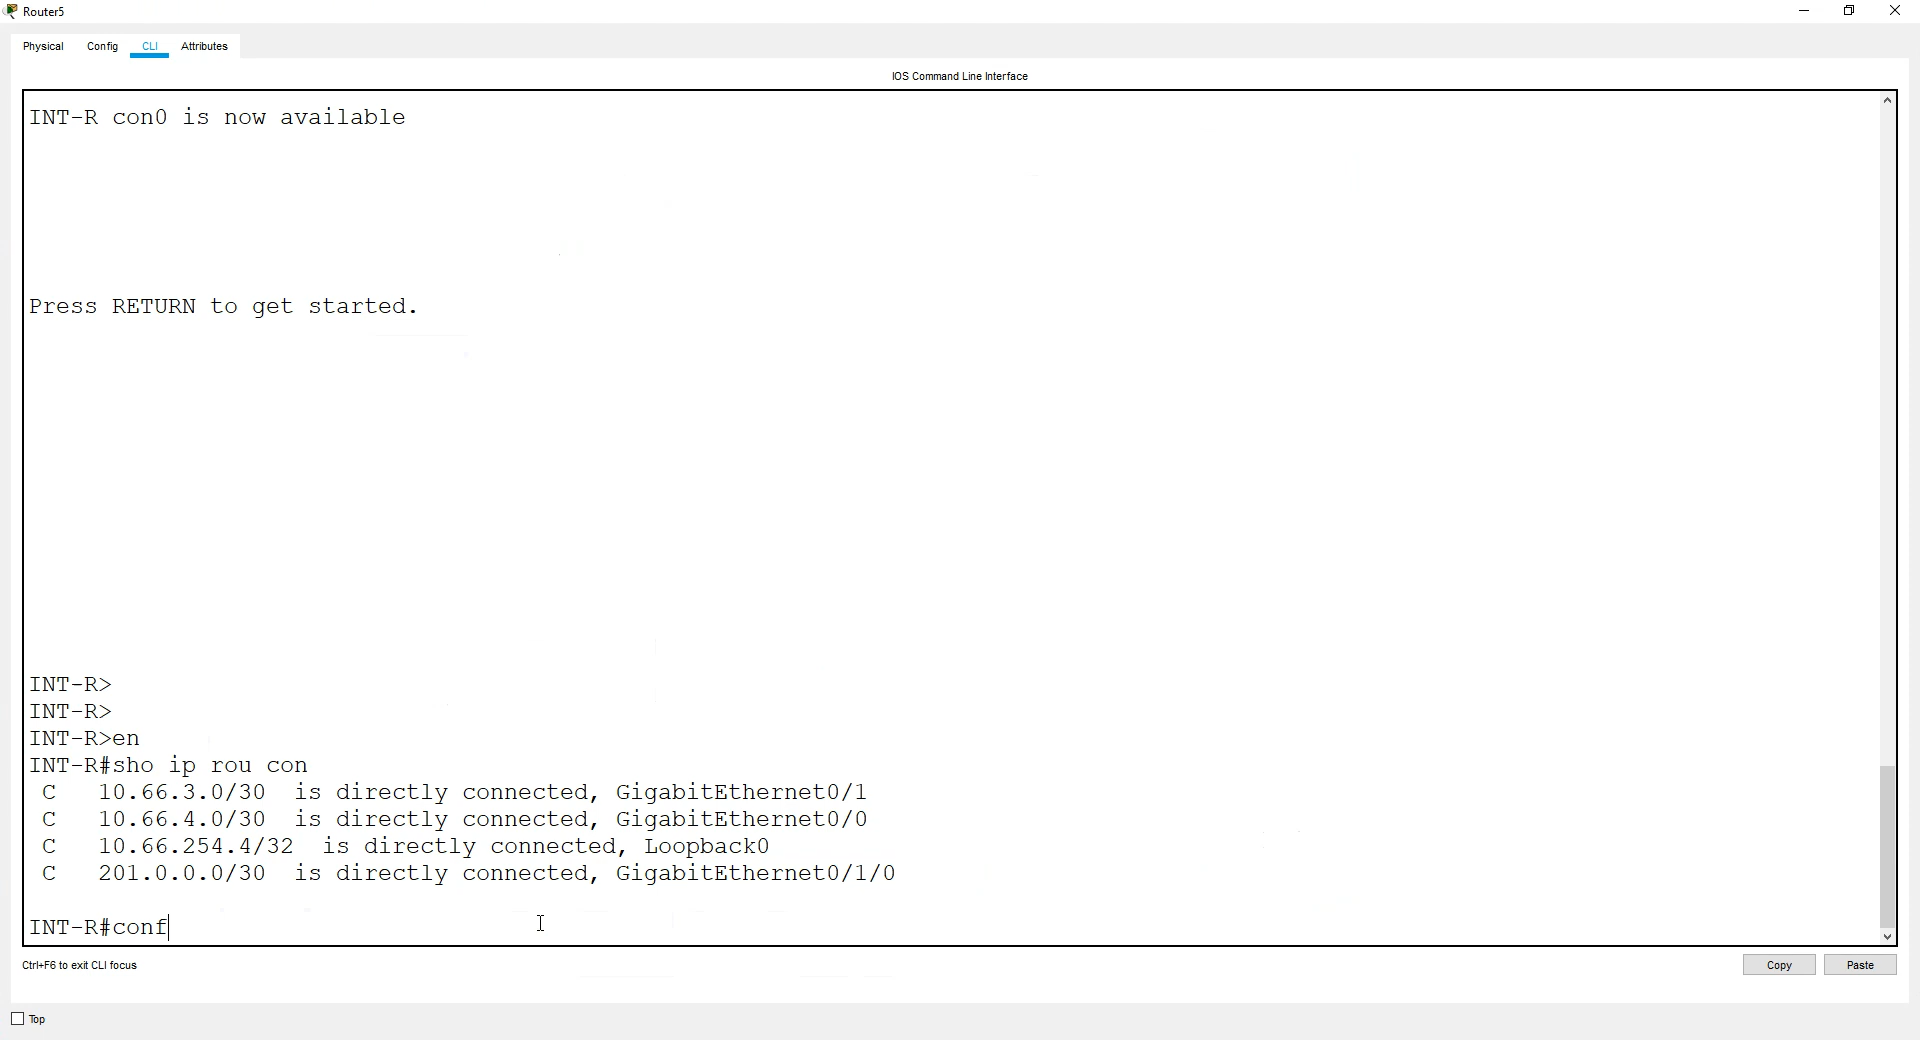 Router5
Physical Config CLI Attributes
IOS Command Line Interface
INT-R con0 is now available
Press RETURN to get started.
INT-R>
INT-R>
INT-R>en
INT-R#sho ip rou con
C 10.66.3.0/30 is directly connected, GigabitEthernet0/1
C 10.66.4.0/30 is directly connected, GigabitEthernet0/0
C 10.66.254.4/32 is directly connected, Loopback0
C 201.0.0.0/30 is directly connected, GigabitEthernet0/1/0
INT-R#conf
Ctrl+F6 to exit CLI focus
Copy Paste
Top